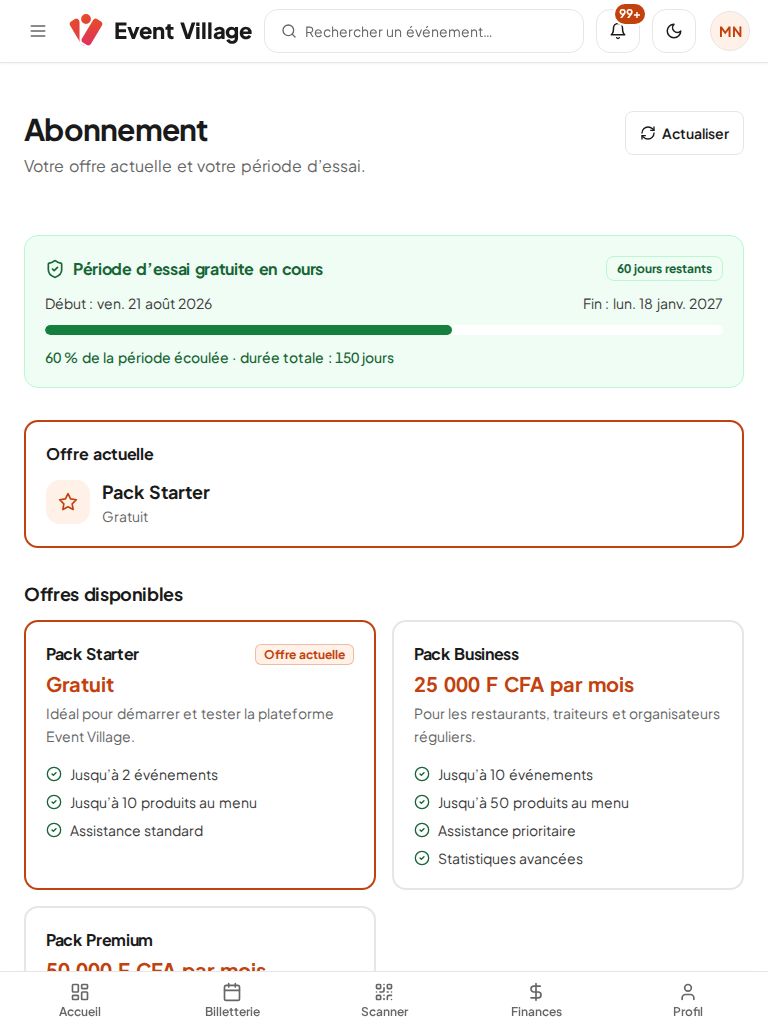 Event Village
Rechercher un événement…
99+
MN
Abonnement
Actualiser
Votre offre actuelle et votre période d’essai.
Période d’essai gratuite en cours
60 jours restants
Début : ven. 21 août 2026
Fin : lun. 18 janv. 2027
60 % de la période écoulée · durée totale : 150 jours
Offre actuelle
Pack Starter
Gratuit
Offres disponibles
Pack Starter
Offre actuelle
Gratuit
Idéal pour démarrer et tester la plateforme
Event Village.
Jusqu’à 2 événements
Jusqu’à 10 produits au menu
Assistance standard
Pack Business
25 000 F CFA par mois
Pour les restaurants, traiteurs et organisateurs
réguliers.
Jusqu’à 10 événements
Jusqu’à 50 produits au menu
Assistance prioritaire
Statistiques avancées
Pack Premium
50 000 F CFA par mois
Accueil
Billetterie
Scanner
Finances
Profil